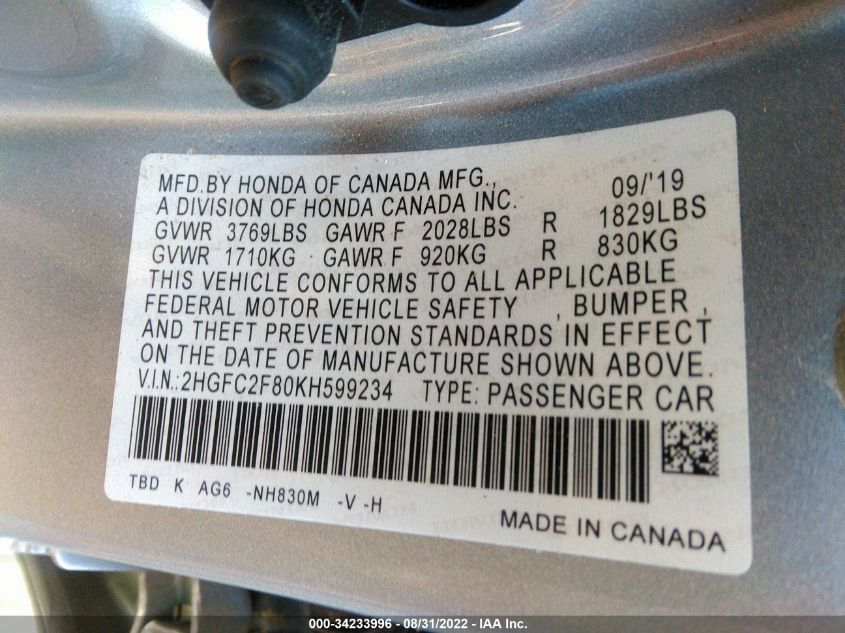 MFD.BY HONDA OF CANADA MFG., 09/'19
A DIVISION OF HONDA CANADA INC.
GVWR 3769LBS GAWR F 2028LBS R 1829LBS
GVWR 1710KG GAWR F 920KG R 830KG
THIS VEHICLE CONFORMS TO ALL APPLICABLE
FEDERAL MOTOR VEHICLE SAFETY , BUMPER ,
AND THEFT PREVENTION STANDARDS IN EFFECT
ON THE DATE OF MANUFACTURE SHOWN ABOVE.
V.I.N.:2HGFC2F80KH599234 TYPE: PASSENGER CAR
TBD K AG6 -NH830M -V -H
MADE IN CANADA
000-34233996 - 08/31/2022 - IAA Inc.